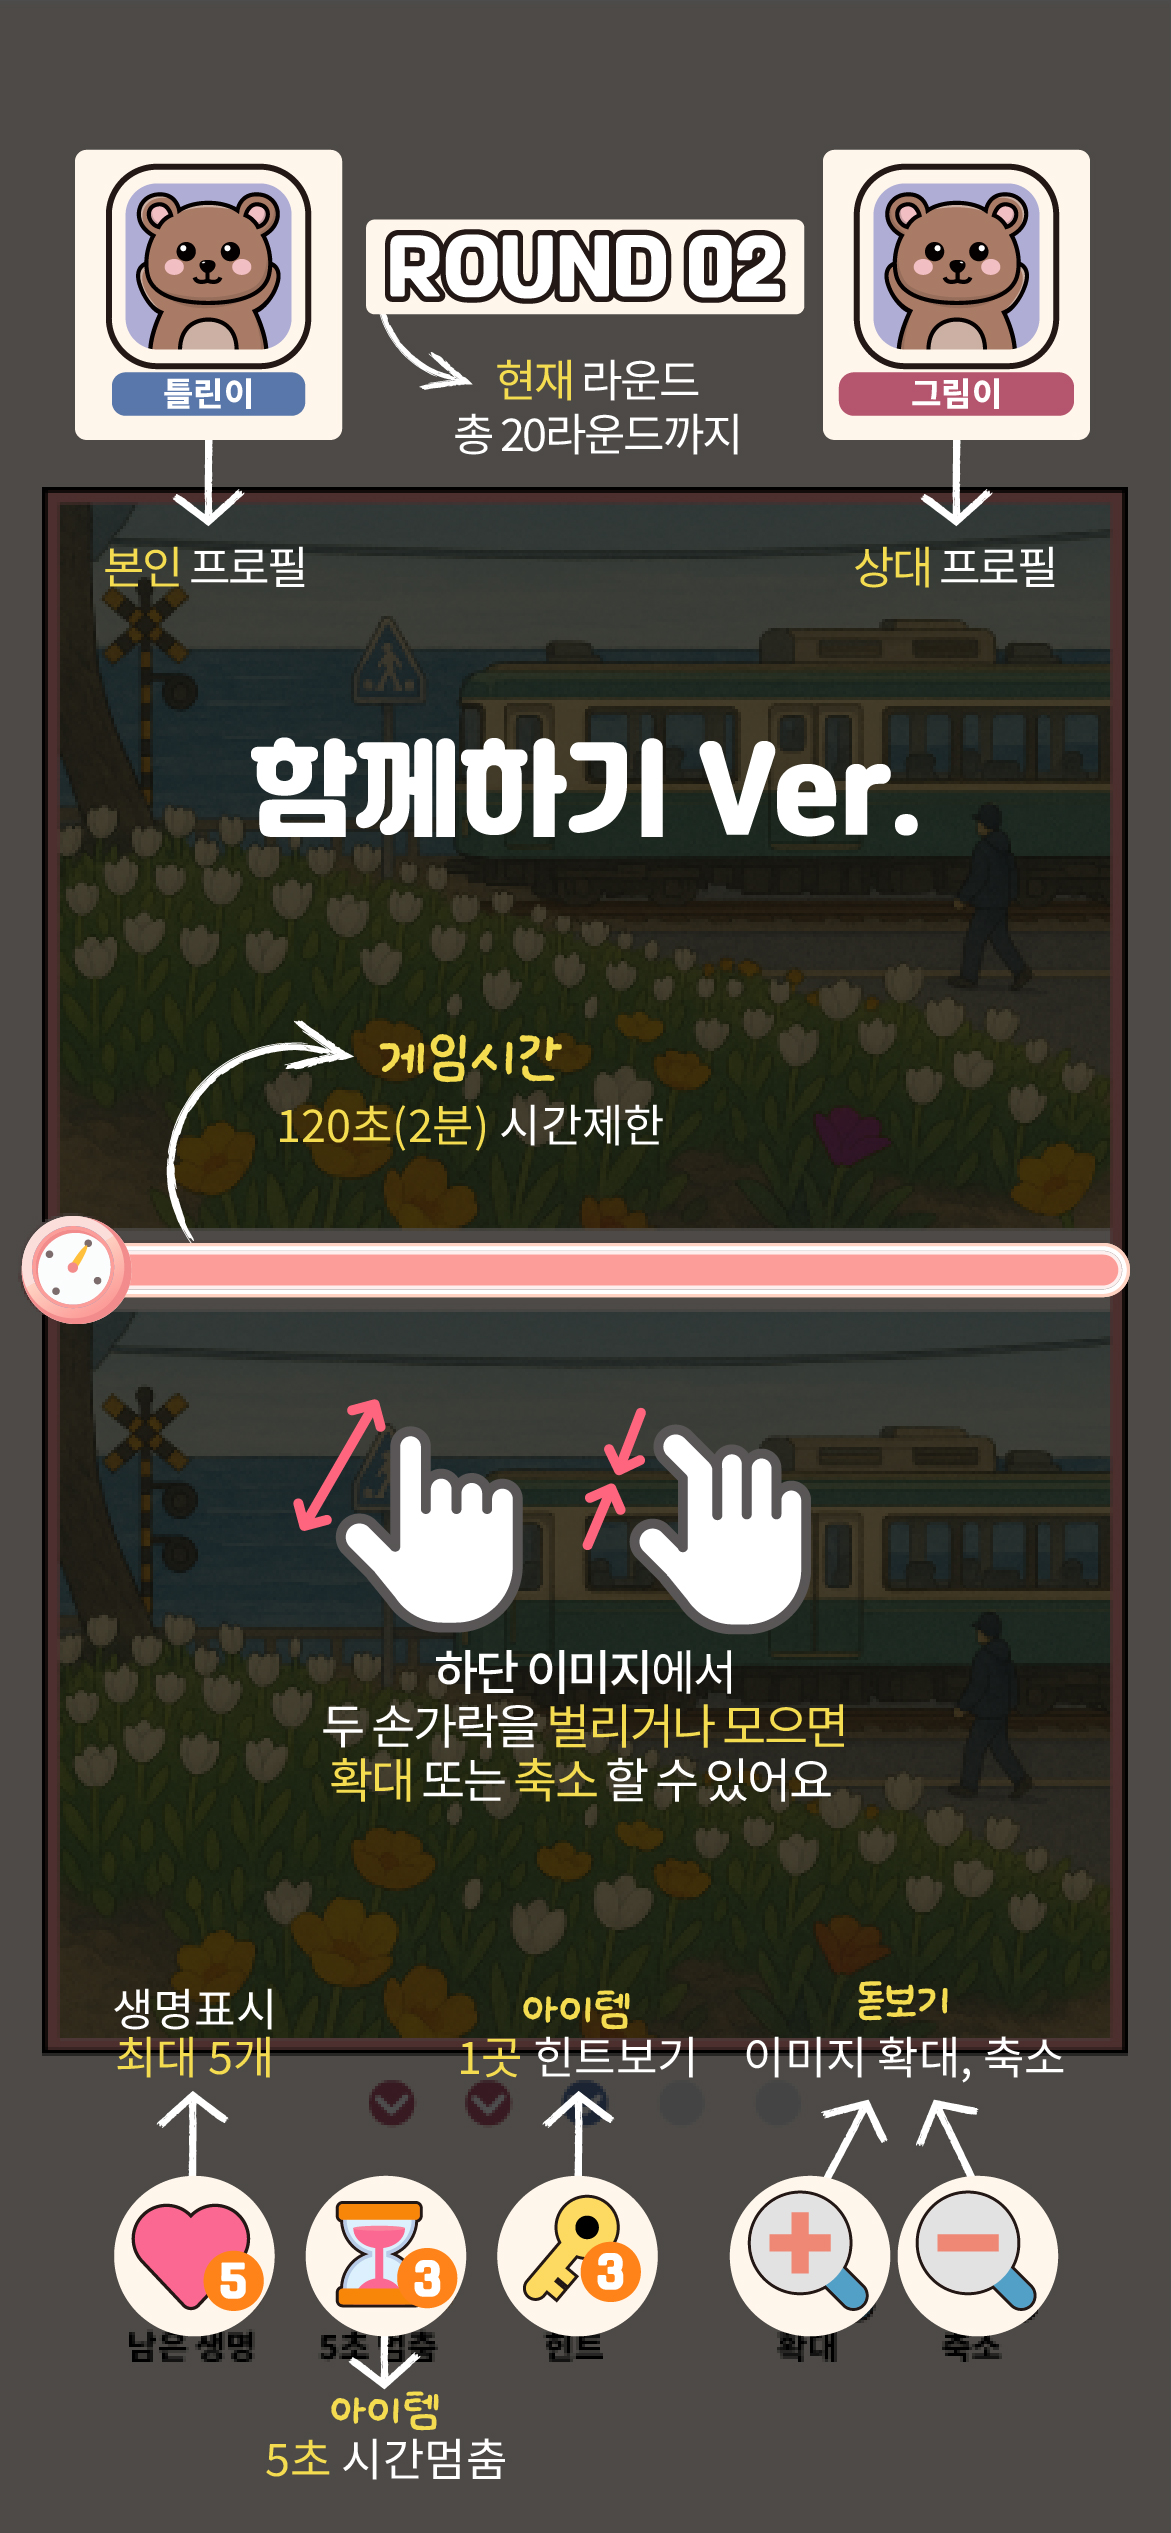 ROUND 02
틀린이
그림이
현재 라운드
총 20라운드까지
본인 프로필
상대 프로필
함께하기 Ver.
게임시간
120초(2분) 시간제한
하단 이미지에서
두 손가락을 벌리거나 모으면
확대 또는 축소 할 수 있어요
생명표시
최대 5개
아이템
1곳 힌트보기
돋보기
이미지 확대, 축소
5
3
3
남은 생명
5초 멈춤
힌트
확대
축소
아이템
5초 시간멈춤